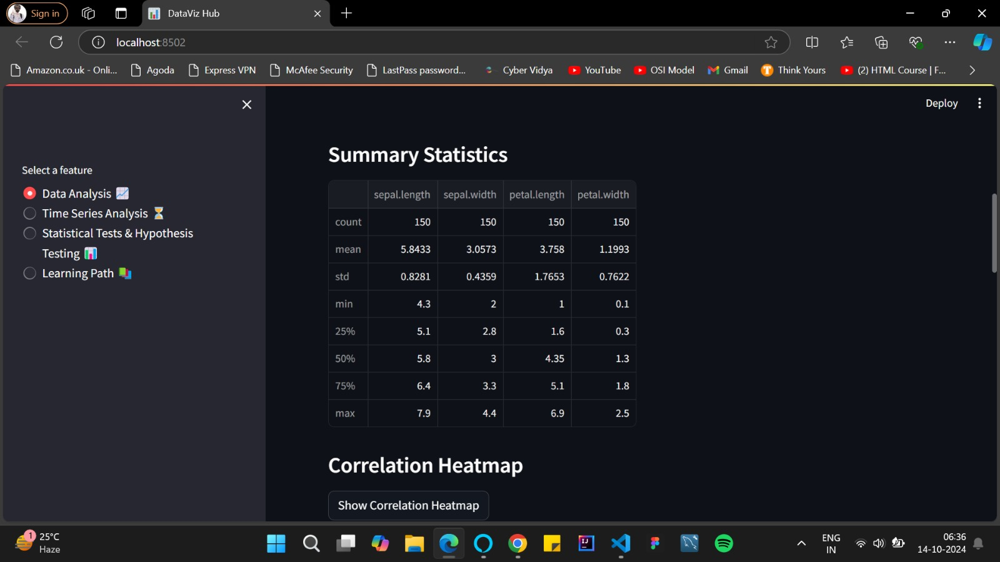 Sign in
DataViz Hub
localhost:8502
Amazon.co.uk - Onli...
Agoda
Express VPN
McAfee Security
LastPass password...
Cyber Vidya
YouTube
OSI Model
Gmail
Think Yours
(2) HTML Course | F...
Deploy
Select a feature
Data Analysis
Time Series Analysis
Statistical Tests & Hypothesis
Testing
Learning Path
Summary Statistics
sepal.length sepal.width petal.length petal.width
count 150 150 150 150
mean 5.8433 3.0573 3.758 1.1993
std 0.8281 0.4359 1.7653 0.7622
min 4.3 2 1 0.1
25% 5.1 2.8 1.6 0.3
50% 5.8 3 4.35 1.3
75% 6.4 3.3 5.1 1.8
max 7.9 4.4 6.9 2.5
Correlation Heatmap
Show Correlation Heatmap
1
25°C
Haze
IJ
ENG
IN
06:36
14-10-2024